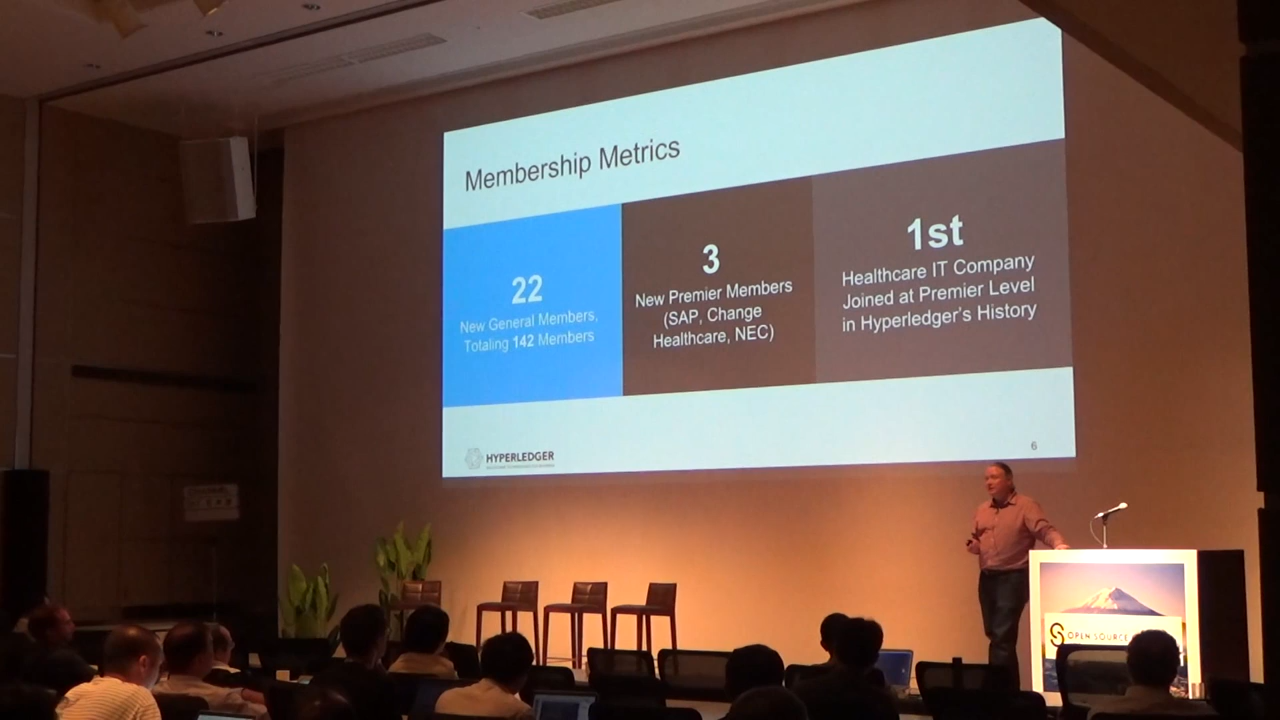 Membership Metrics
22
New General Members,
Totaling 142 Members
3
New Premier Members
(SAP, Change
Healthcare, NEC)
1st
Healthcare IT Company
Joined at Premier Level
in Hyperledger's History
HYPERLEDGER
6
OPEN SOURCE